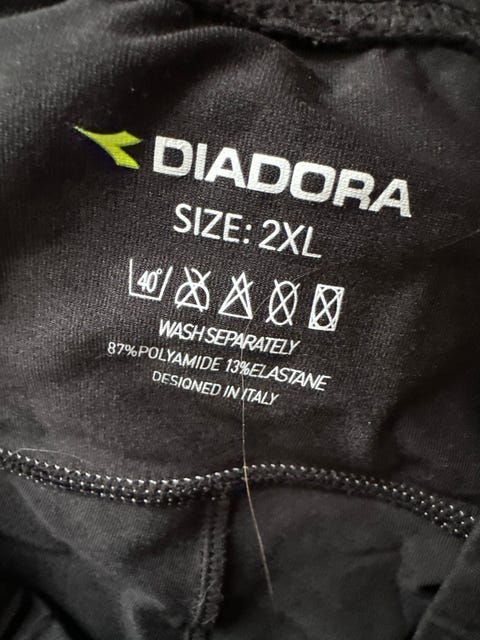 DIADORA
SIZE: 2XL
40°
WASH SEPARATELY
87%POLYAMIDE 13%ELASTANE
DESIGNED IN ITALY